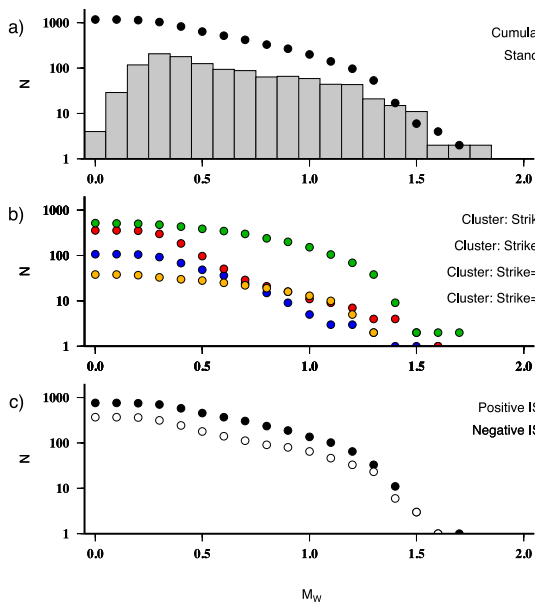 a)
1000
100
10
1
N
Cumula
Stand
0.0 0.5 1.0 1.5 2.0
b)
1000
100
10
1
N
Cluster: Strike
Cluster: Strike
Cluster: Strike=
Cluster: Strike=
0.0 0.5 1.0 1.5 2.0
c)
1000
100
10
1
N
Positive IS
Negative IS
0.0 0.5 1.0 1.5 2.0
Mw